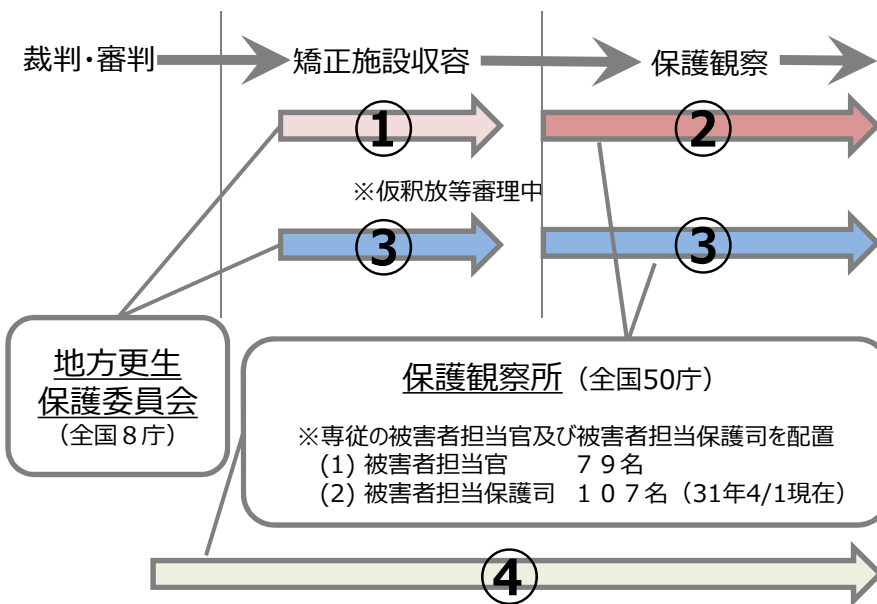 裁判・審判 矯正施設収容 保護観察
① ②
※仮釈放等審理中
③ ③
地方更生
保護委員会
（全国８庁）
保護観察所（全国50庁）
※専従の被害者担当官及び被害者担当保護司を配置
(1) 被害者担当官 ７９名
(2) 被害者担当保護司 １０７名（31年4/1現在）
④